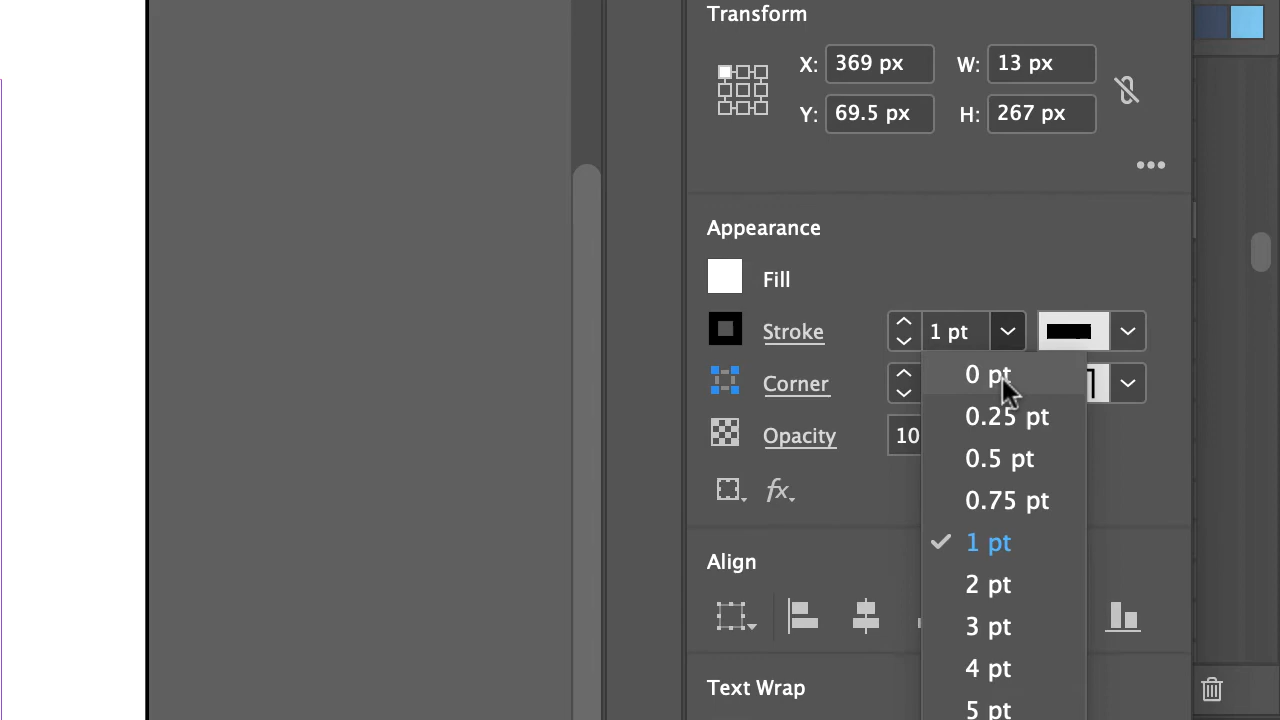 Transform
X: 369 px W: 13 px
Y: 69.5 px H: 267 px
Appearance
Fill
Stroke 1 pt
0 pt
Corner
0.25 pt
Opacity 10
0.5 pt
fx 0.75 pt
1 pt
Align
2 pt
3 pt
4 pt
Text Wrap
5 pt